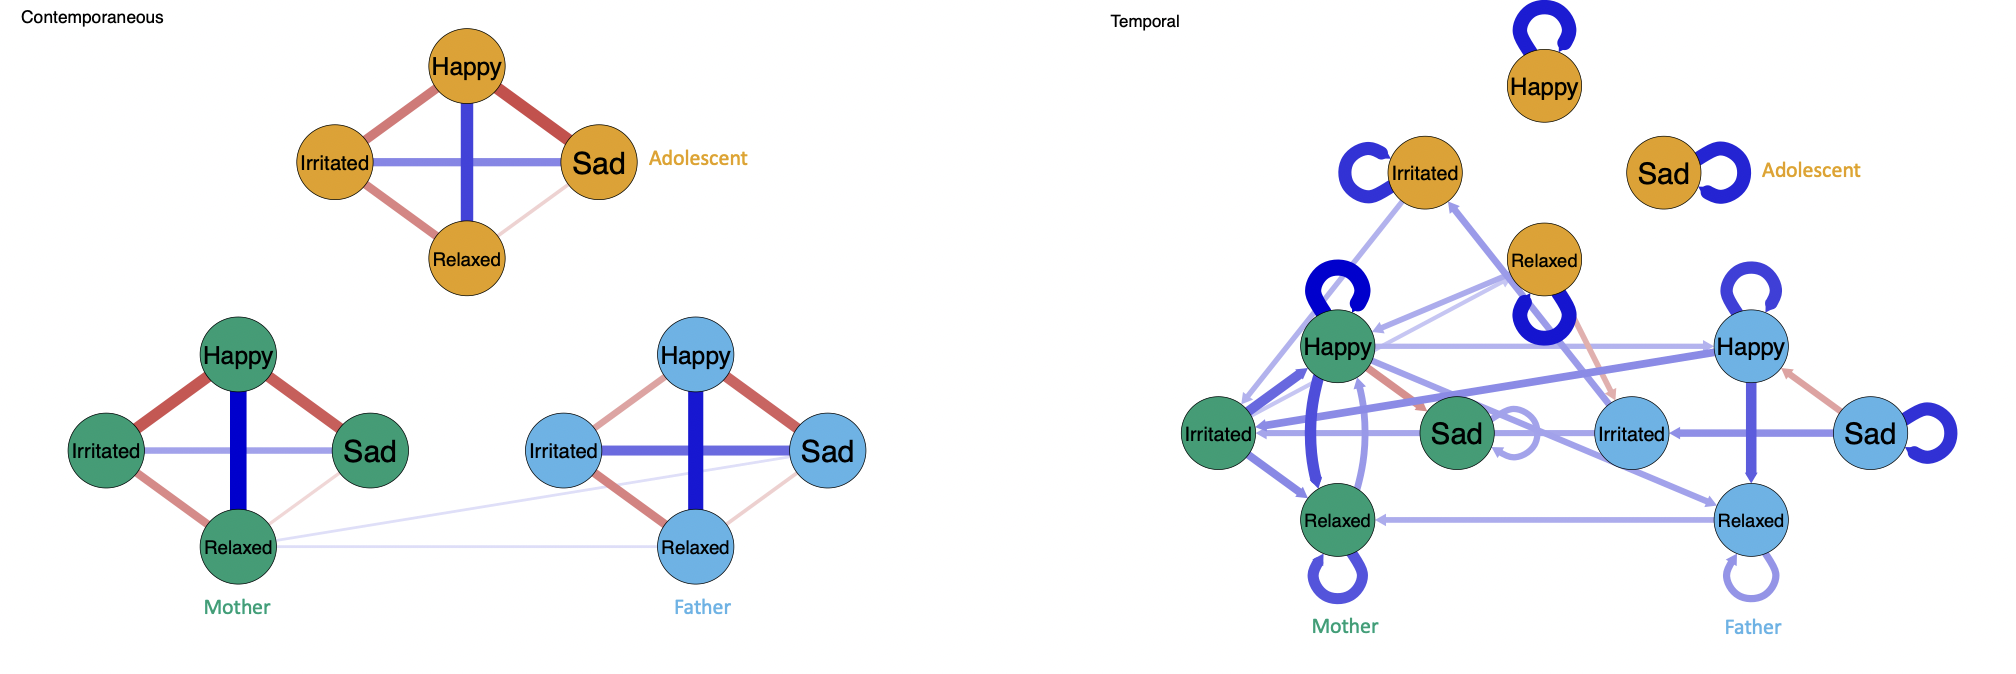 Contemporaneous
Happy
Irritated
Sad
Adolescent
Relaxed
Happy
Irritated
Sad
Relaxed
Mother
Happy
Irritated
Sad
Relaxed
Father
Temporal
Happy
Irritated
Sad
Adolescent
Relaxed
Happy
Irritated
Sad
Relaxed
Mother
Happy
Irritated
Sad
Relaxed
Father